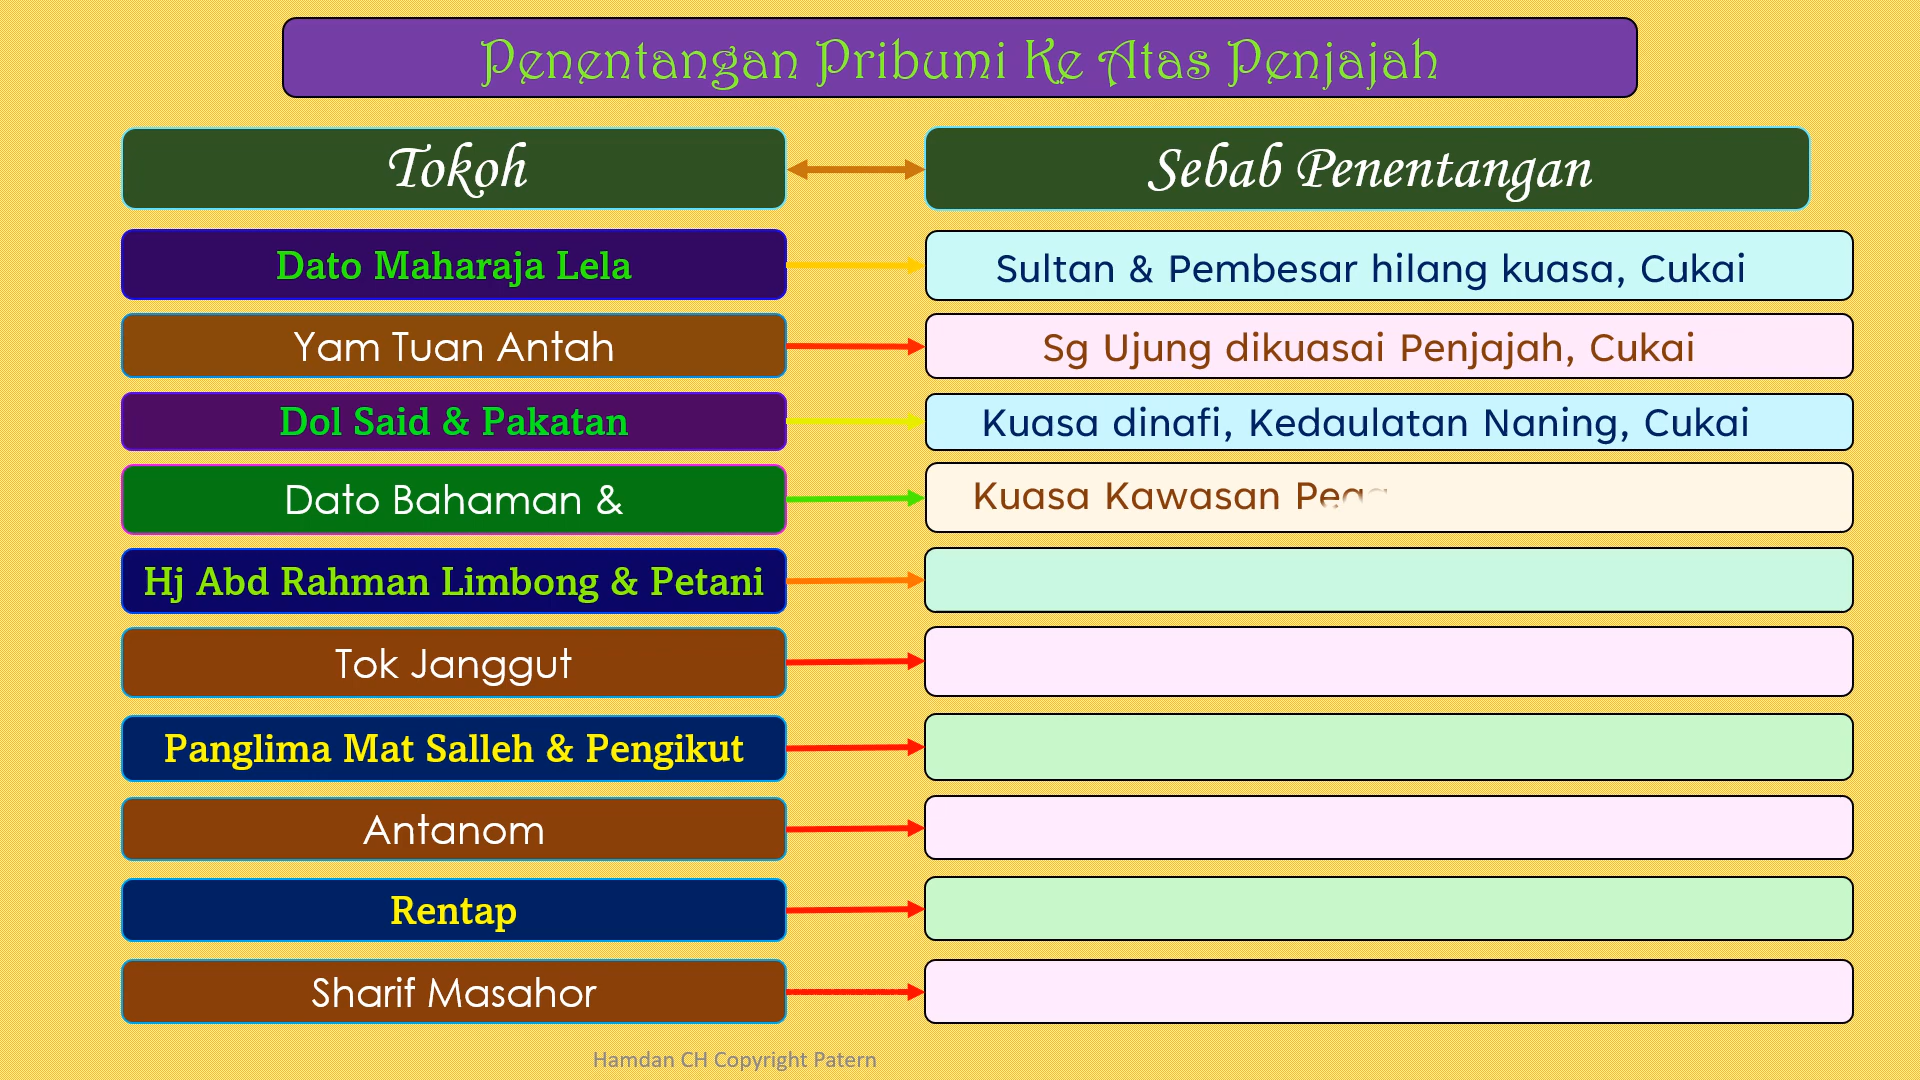 Penentangan Pribumi Ke Atas Penjajah
Tokoh
Sebab Penentangan
Dato Maharaja Lela
Sultan & Pembesar hilang kuasa, Cukai
Yam Tuan Antah
Sg Ujung dikuasai Penjajah, Cukai
Dol Said & Pakatan
Kuasa dinafi, Kedaulatan Naning, Cukai
Dato Bahaman &
Kuasa Kawasan
Hj Abd Rahman Limbong & Petani
Tok Janggut
Panglima Mat Salleh & Pengikut
Antanom
Rentap
Sharif Masahor
Hamdan CH Copyright Patern